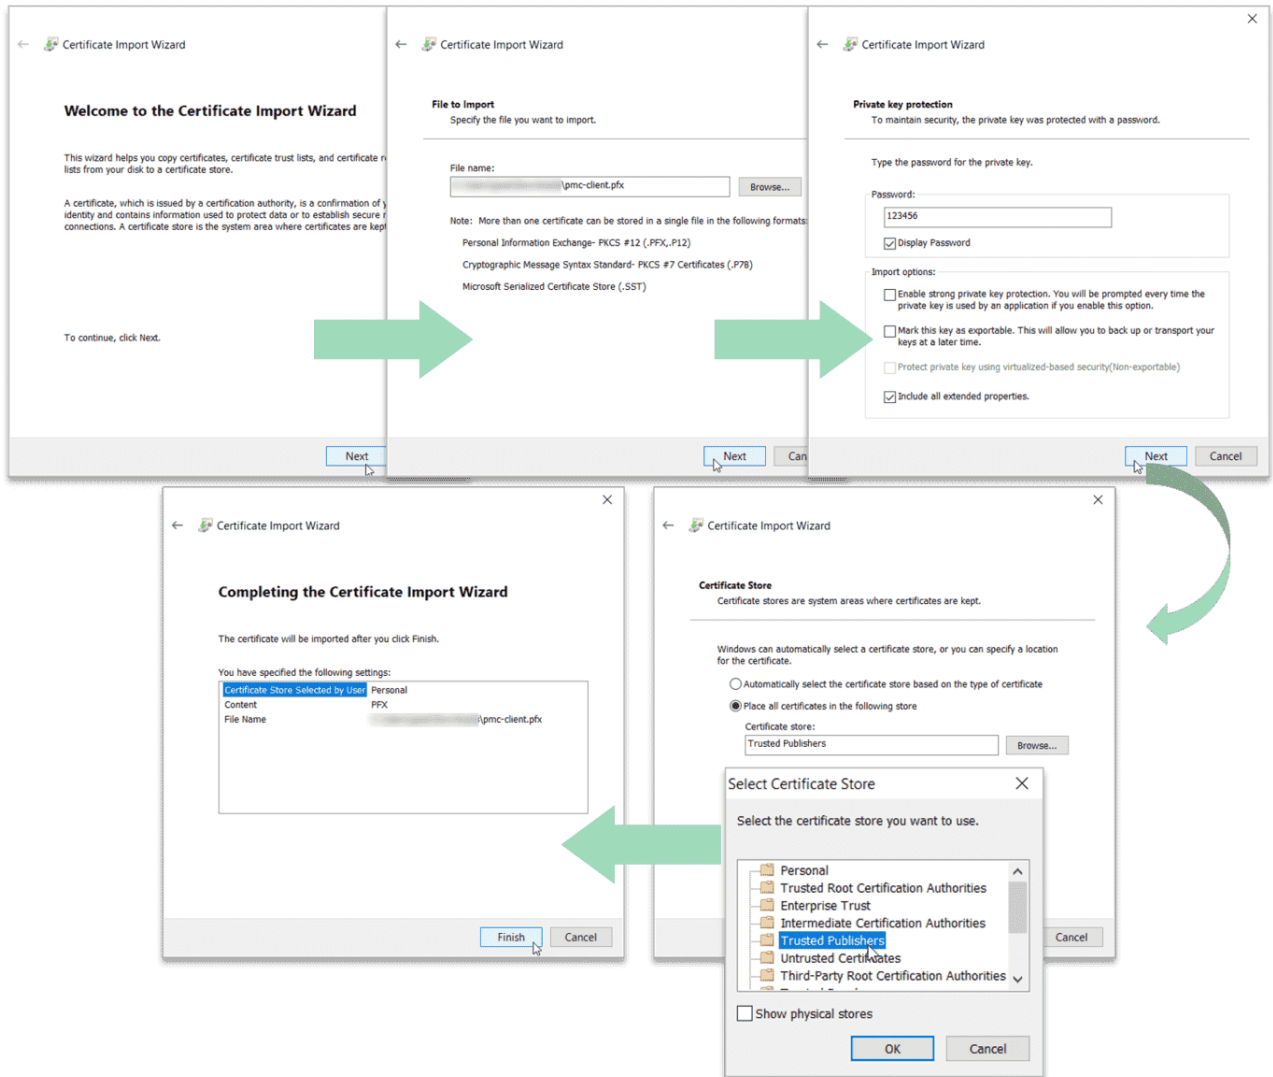 Certificate Import Wizard
Welcome to the Certificate Import Wizard
This wizard helps you copy certificates, certificate trust lists, and certificate
lists from your disk to a certificate store.
A certificate, which is issued by a certification authority, is a confirmation of
identity and contains information used to protect data or to establish secure
connections. A certificate store is the system area where certificates are kept
To continue, click Next.
Next
Certificate Import Wizard
File to Import
Specify the file you want to import.
File name:
\pmc-client.pfx
Browse...
Note: More than one certificate can be stored in a single file in the following formats:
Personal Information Exchange- PKCS #12 (.PFX,.P12)
Cryptographic Message Syntax Standard- PKCS #7 Certificates (.P7B)
Microsoft Serialized Certificate Store (.SST)
Next
Can
Certificate Import Wizard
Private key protection
To maintain security, the private key was protected with a password.
Type the password for the private key.
Password:
123456
Display Password
Import options:
Enable strong private key protection. You will be prompted every time the
private key is used by an application if you enable this option.
Mark this key as exportable. This will allow you to back up or transport your
keys at a later time.
Protect private key using virtualized-based security(Non-exportable)
Include all extended properties.
Next
Cancel
Certificate Import Wizard
Certificate Store
Certificate stores are system areas where certificates are kept.
Windows can automatically select a certificate store, or you can specify a location
for the certificate.
Automatically select the certificate store based on the type of certificate
Place all certificates in the following store
Certificate store:
Trusted Publishers
Browse...
Cancel
Select Certificate Store
Select the certificate store you want to use.
Personal
Trusted Root Certification Authorities
Enterprise Trust
Intermediate Certification Authorities
Trusted Publishers
Untrusted Certificates
Third-Party Root Certification Authorities
Show physical stores
OK
Cancel
Certificate Import Wizard
Completing the Certificate Import Wizard
The certificate will be imported after you click Finish.
You have specified the following settings:
Certificate Store Selected by User Personal
Content PFX
File Name \pmc-client.pfx
Finish
Cancel